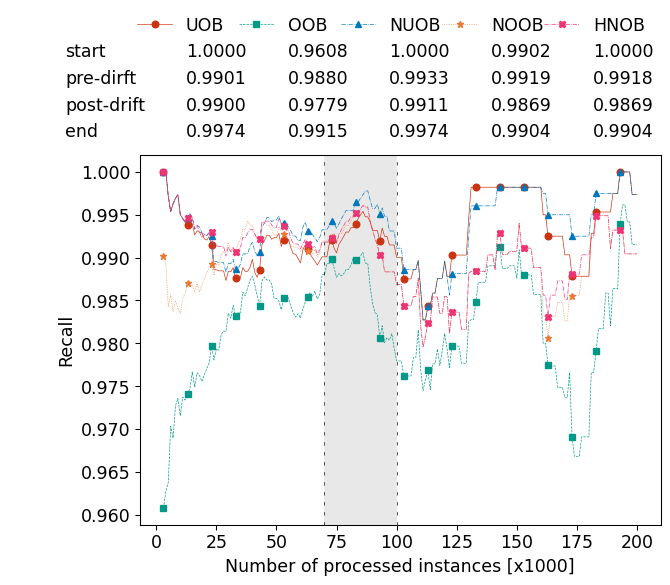 UOB OOB NUOB NOOB HNOB
start 1.0000 0.9608 1.0000 0.9902 1.0000
pre-dirft 0.9901 0.9880 0.9933 0.9919 0.9918
post-drift 0.9900 0.9779 0.9911 0.9869 0.9869
end 0.9974 0.9915 0.9974 0.9904 0.9904
1.000
0.995
0.990
0.985
0.980
0.975
0.970
0.965
0.960
Recall
0 25 50 75 100 125 150 175 200
Number of processed instances [x1000]